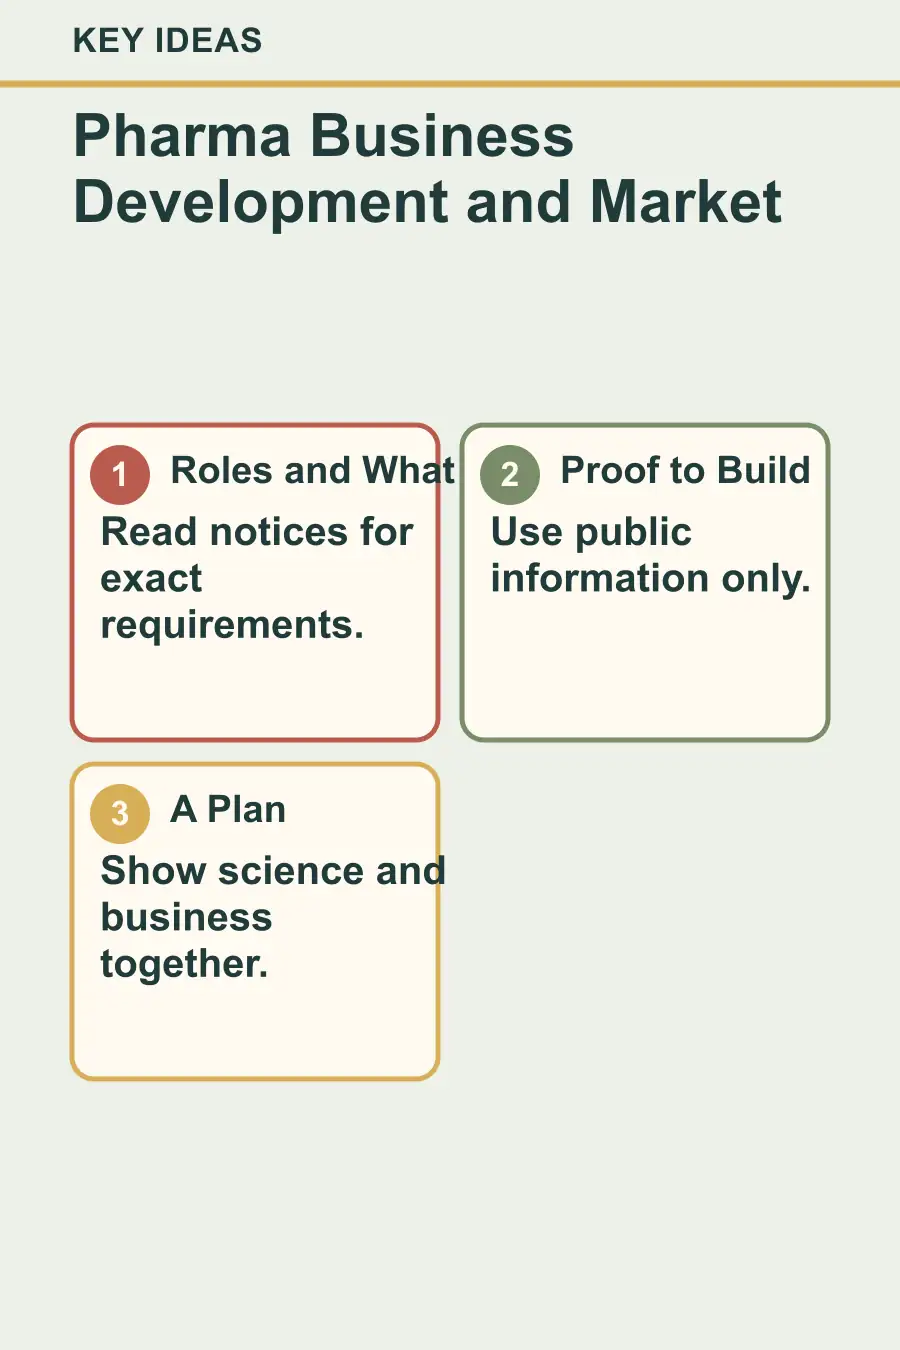 KEY IDEAS
Pharma Business
Development and Market
1 Roles and What
Read notices for
exact
requirements.
2 Proof to Build
Use public
information only.
3 A Plan
Show science and
business
together.